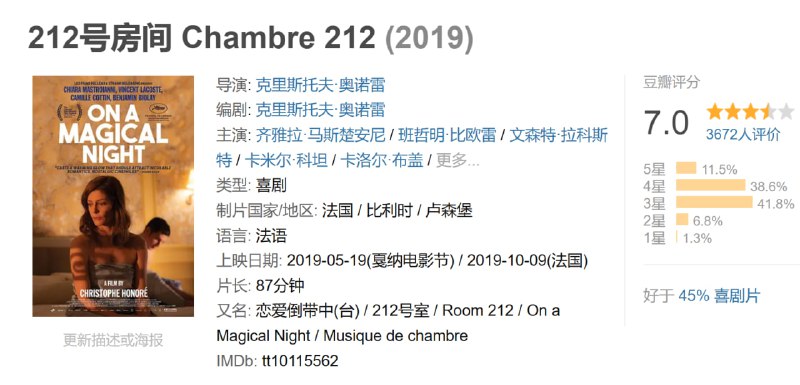 212号房间 Chambre 212 (2019)
CHIARA MASTROIANNI, VINCENT LACOSTE,
CAMILLE COTTIN, BENJAMIN BIOLAY
ON A
MAGICAL
NIGHT
A FILM BY
CHRISTOPHE HONORÉ
更新描述或海报
导演: 克里斯托夫·奥诺雷
编剧: 克里斯托夫·奥诺雷
主演: 齐雅拉·马斯楚安尼 / 班哲明·比欧雷 / 文森特·拉科斯
特 / 卡米尔·科坦 / 卡洛尔·布盖 / 更多...
类型: 喜剧
制片国家/地区: 法国 / 比利时 / 卢森堡
语言: 法语
上映日期: 2019-05-19(戛纳电影节) / 2019-10-09(法国)
片长: 87分钟
又名: 恋爱倒带中(台) / 212号室 / Room 212 / On a
Magical Night / Musique de chambre
IMDb: tt10115562
豆瓣评分
7.0
3672人评价
5星 11.5%
4星 38.6%
3星 41.8%
2星 6.8%
1星 1.3%
好于 45% 喜剧片